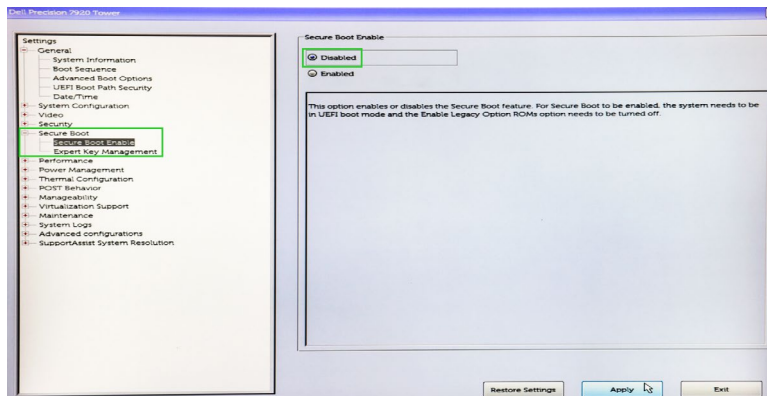 Dell Precision 7920 Tower
Settings
General
System Information
Boot Sequence
Advanced Boot Options
UEFI Boot Path Security
Date/Time
System Configuration
Video
Security
Secure Boot
Secure Boot Enable
Expert Key Management
Performance
Power Management
Thermal Configuration
POST Behavior
Manageability
Virtualization Support
Maintenance
System Logs
Advanced configurations
SupportAssist System Resolution
Secure Boot Enable
Disabled
Enabled
This option enables or disables the Secure Boot feature. For Secure Boot to be enabled, the system needs to be
in UEFI boot mode and the Enable Legacy Option ROMs option needs to be turned off.
Restore Settings
Apply
Exit